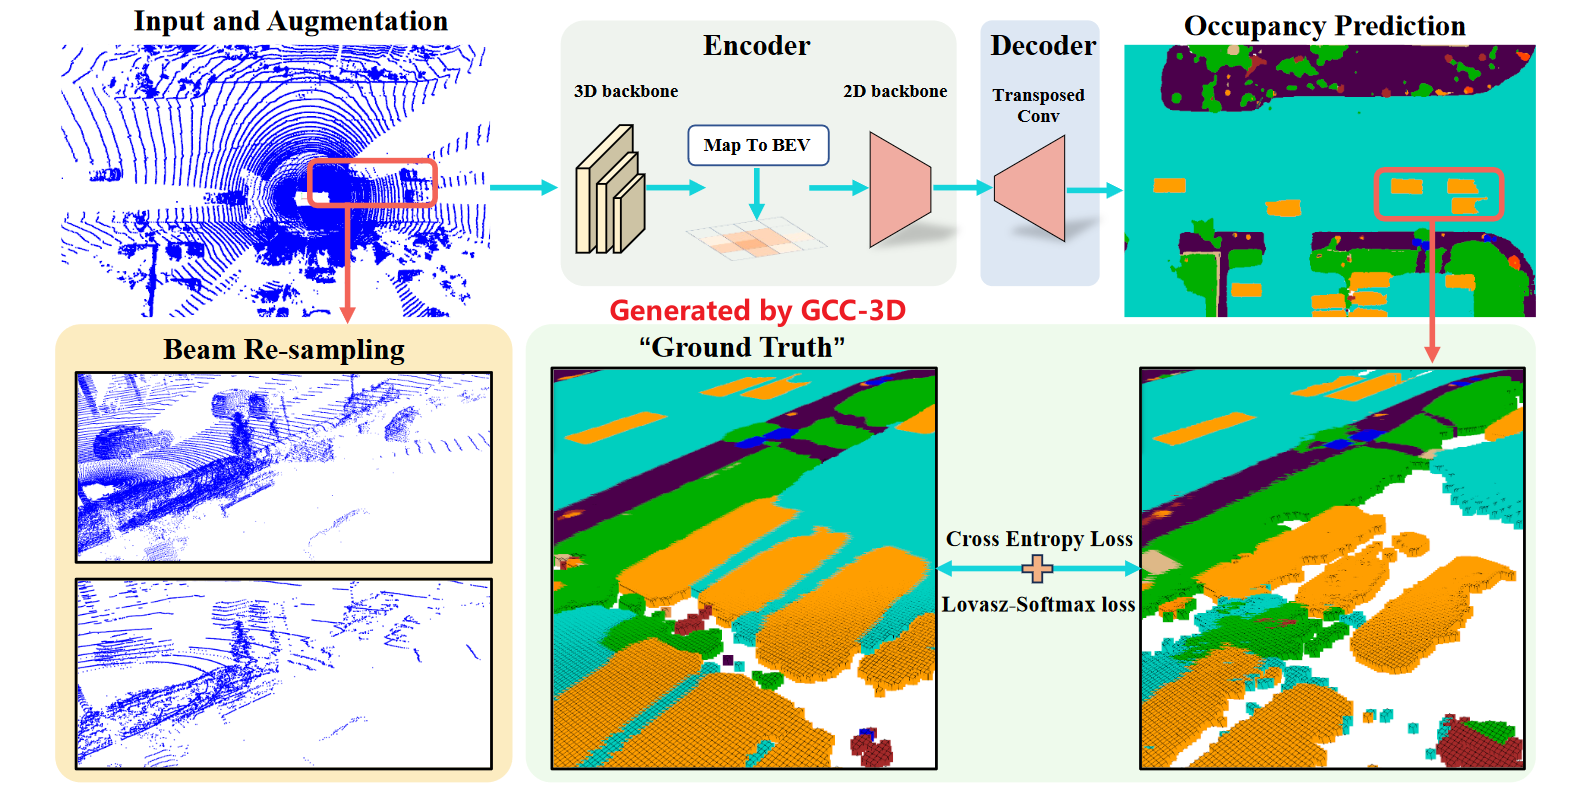 Input and Augmentation
Encoder
Decoder
Occupancy Prediction
3D backbone
2D backbone
Transposed
Conv
Map To BEV
Generated by GCC-3D
Beam Re-sampling
“Ground Truth”
Cross Entropy Loss
Lovasz-Softmax loss